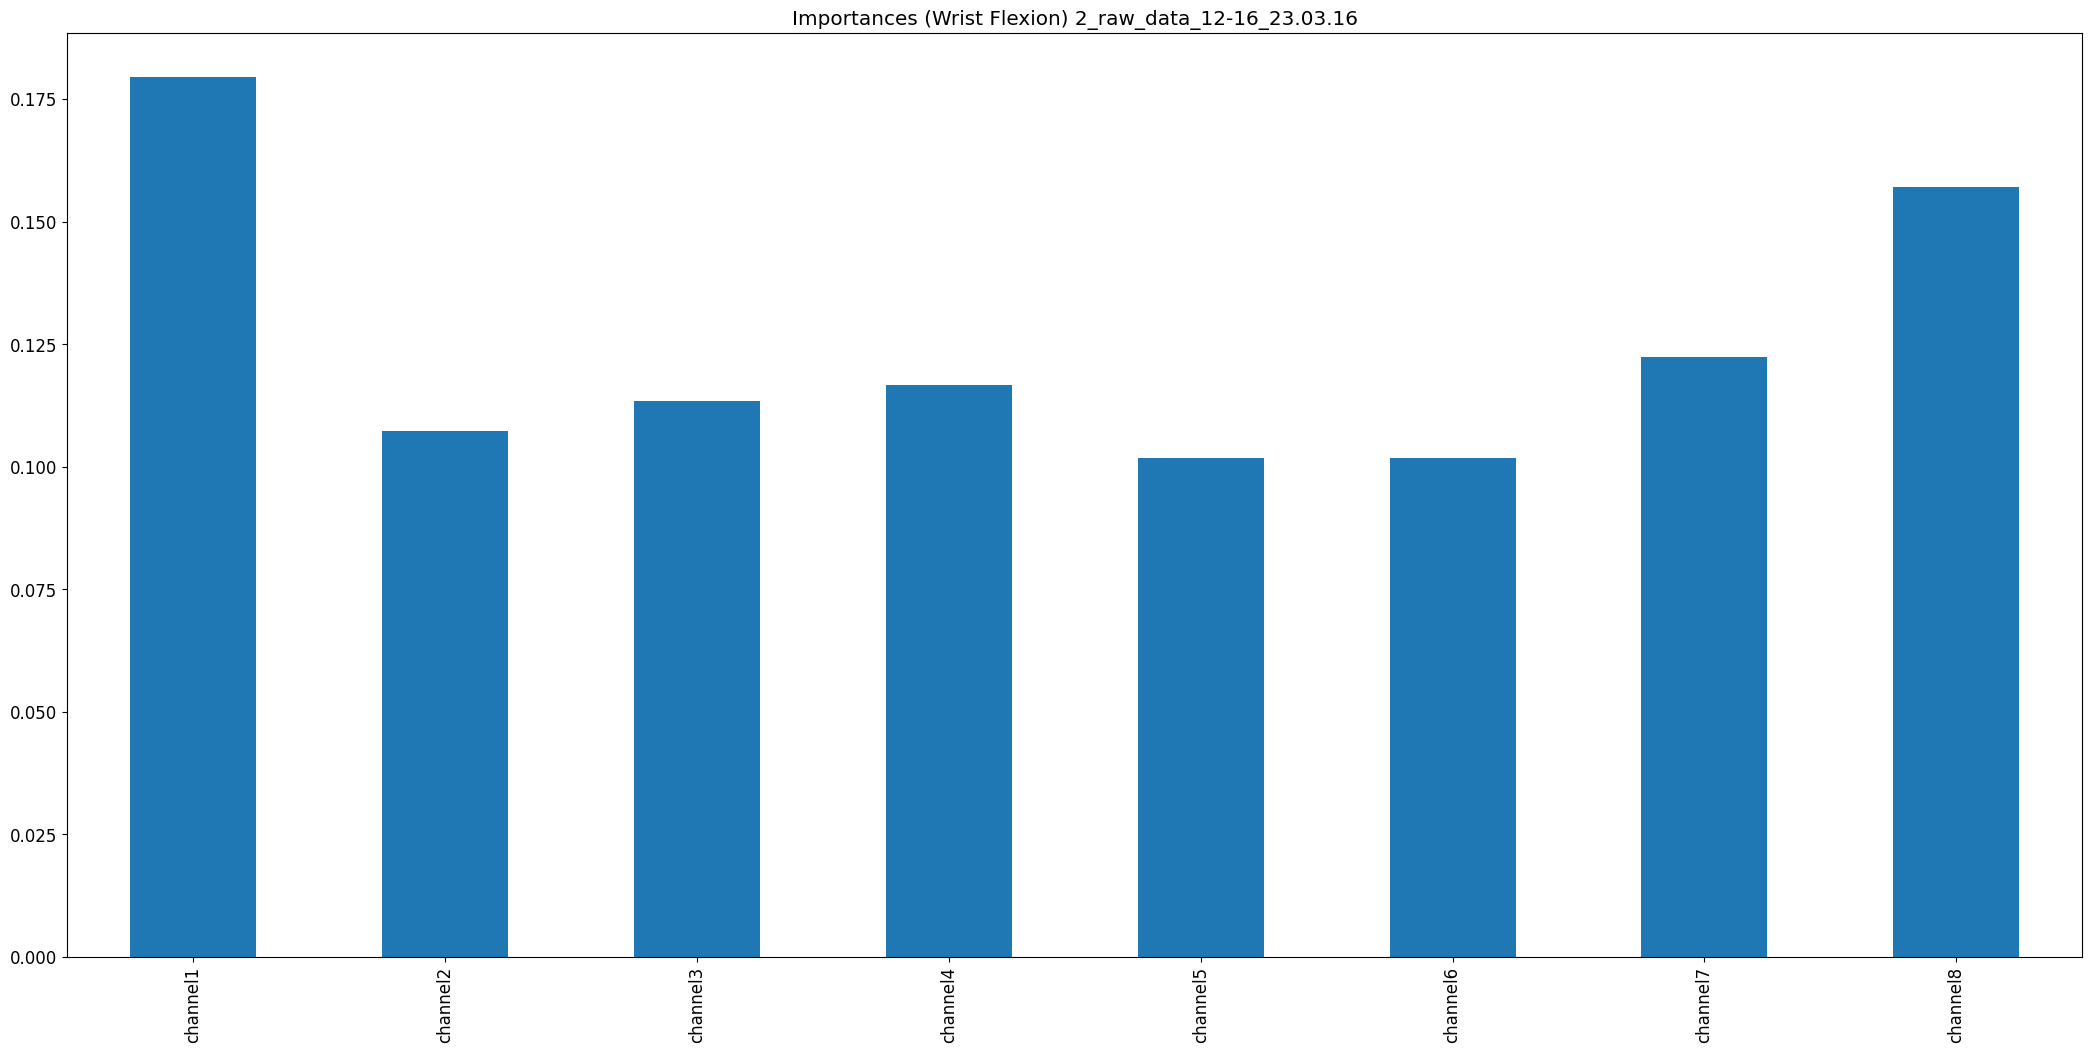 Importances (Wrist Flexion) 2_raw_data_12-16_23.03.16
0.175
0.150
0.125
0.100
0.075
0.050
0.025
0.000
channel1
channel2
channel3
channel4
channel5
channel6
channel7
channel8